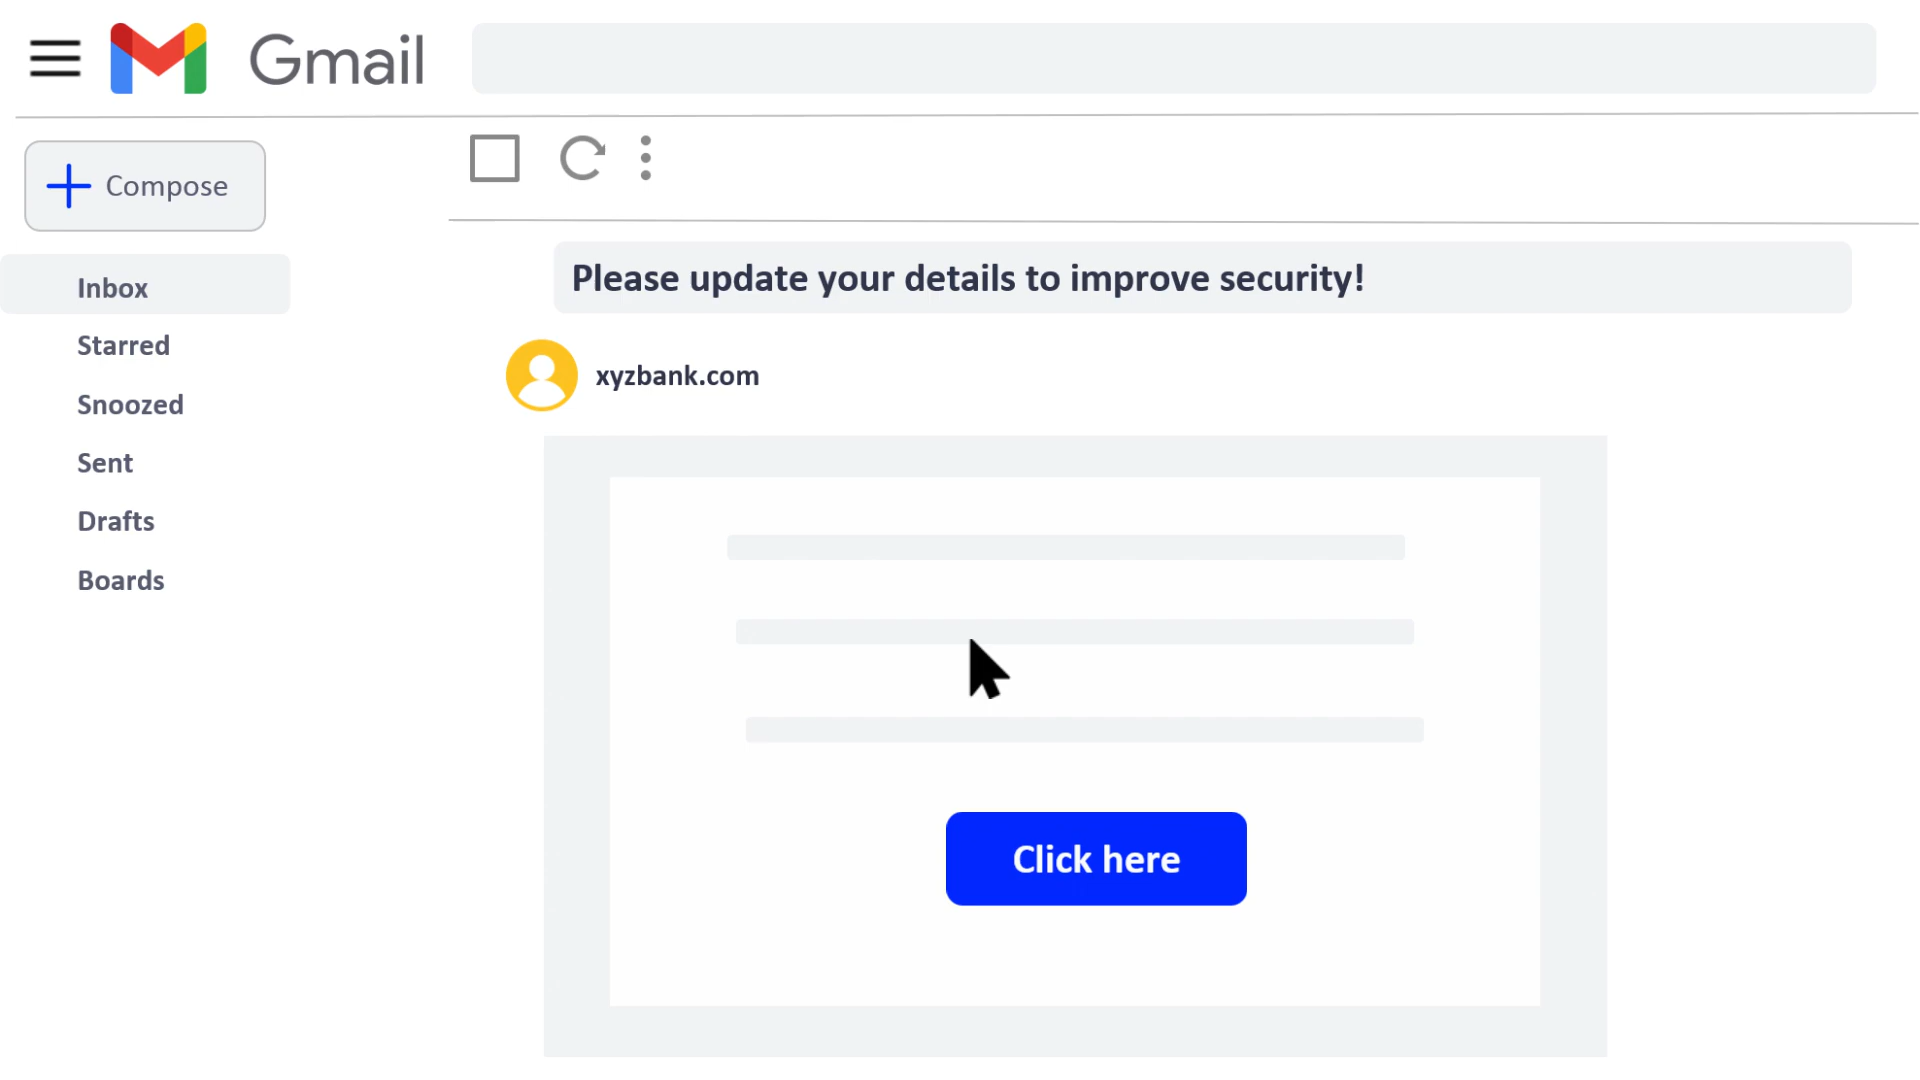 Gmail
Compose
Inbox
Starred
Snoozed
Sent
Drafts
Boards
Please update your details to improve security!
xyzbank.com
Click here